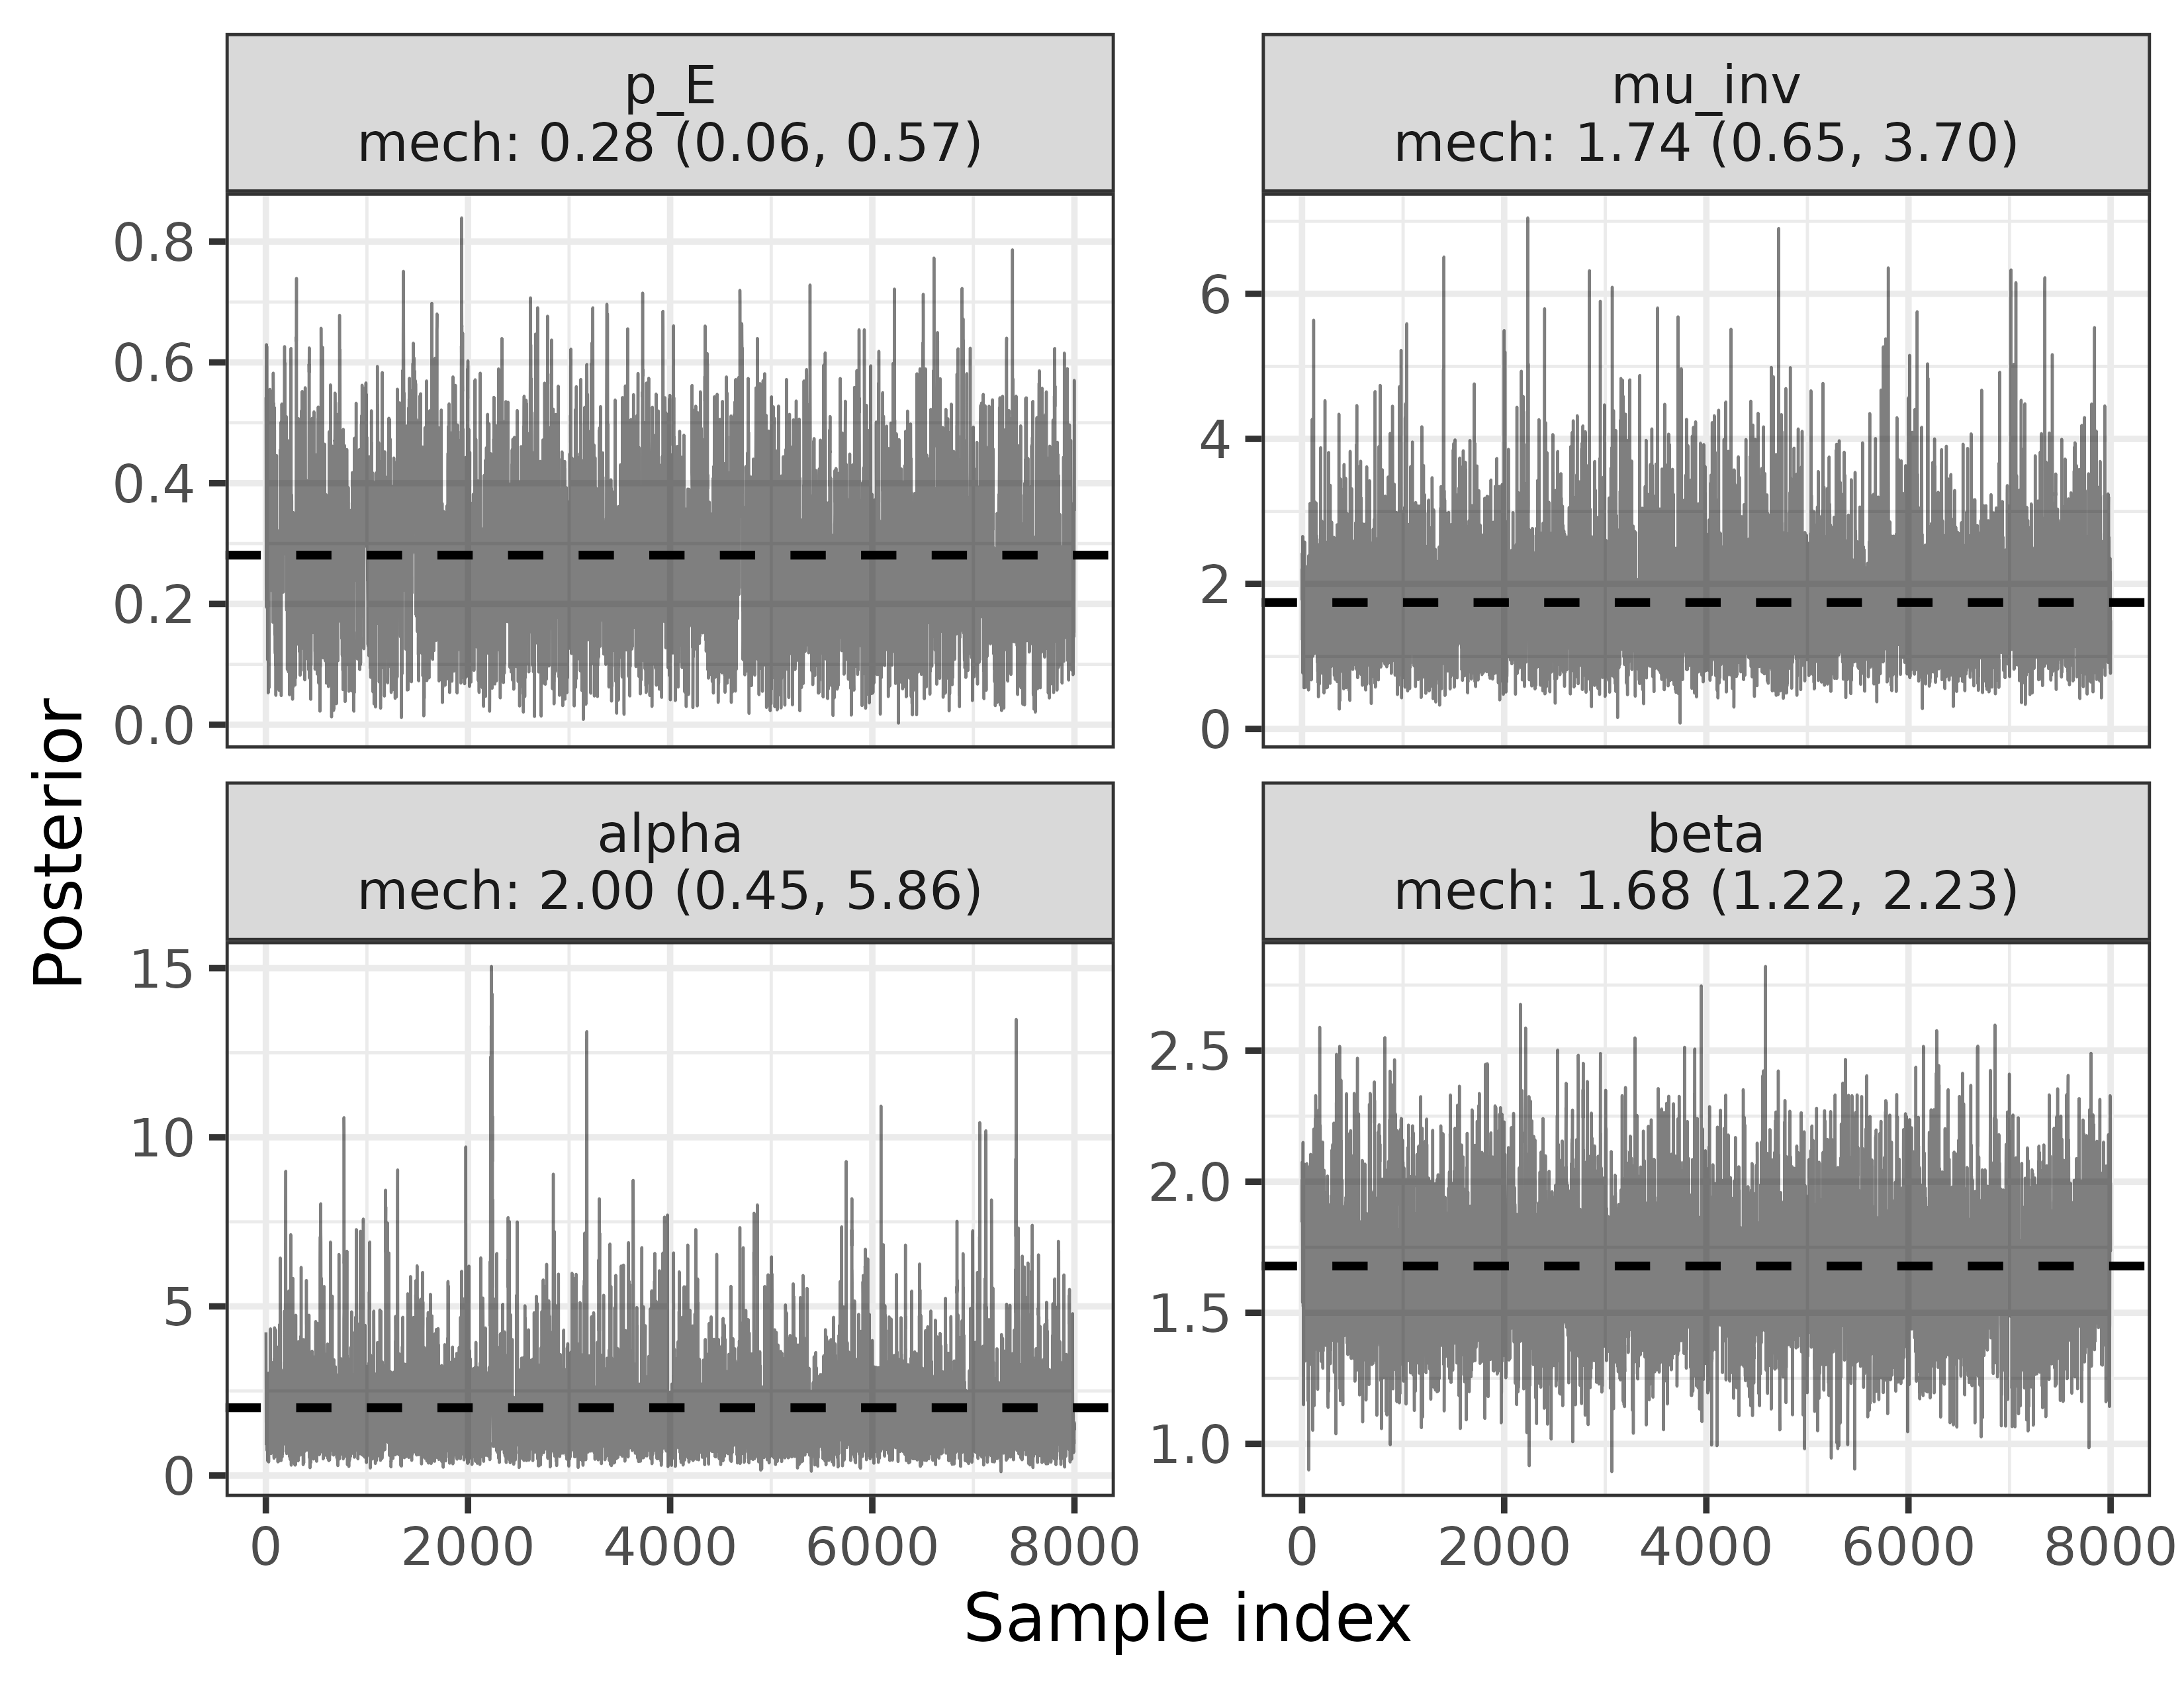 p_E
mech: 0.28 (0.06, 0.57)
mu_inv
mech: 1.74 (0.65, 3.70)
0.8
0.6
0.4
0.2
0.0
6
4
2
0
Posterior
alpha
mech: 2.00 (0.45, 5.86)
beta
mech: 1.68 (1.22, 2.23)
15
10
5
0
2.5
2.0
1.5
1.0
0 2000 4000 6000 8000
0 2000 4000 6000 8000
Sample index